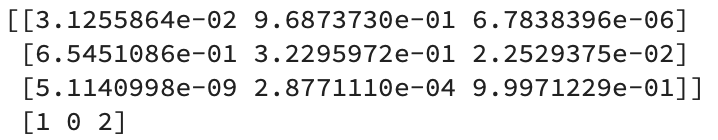 [[3.1255864e-02 9.6873730e-01 6.7838396e-06]
[6.5451086e-01 3.2295972e-01 2.2529375e-02]
[5.1140998e-09 2.8771110e-04 9.9971229e-01]]
[1 0 2]